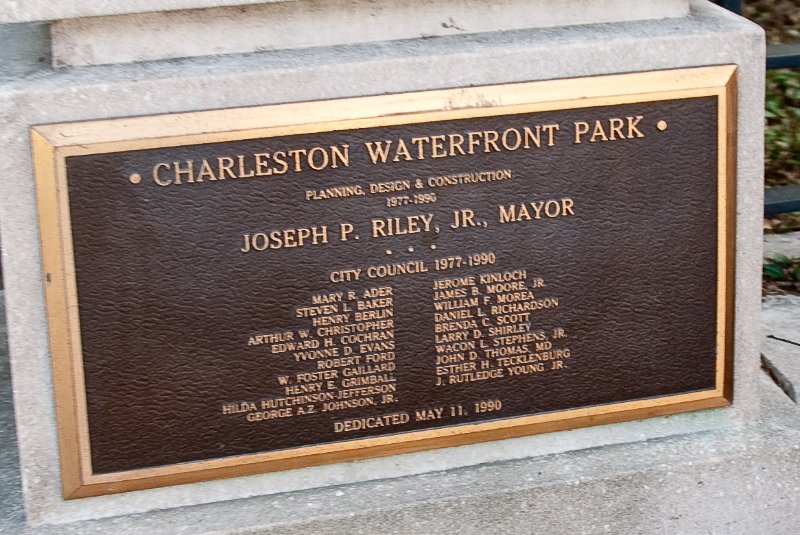 • CHARLESTON WATERFRONT PARK •
PLANNING, DESIGN & CONSTRUCTION
1977-1990
JOSEPH P. RILEY, JR., MAYOR
• • •
CITY COUNCIL 1977-1990
MARY R. ADER
STEVEN L. BAKER
HENRY BERLIN
ARTHUR W. CHRISTOPHER
EDWARD H. COCHRAN
YVONNE D. EVANS
ROBERT FORD
W. FOSTER GAILLARD
HENRY E. GRIMBALL
HILDA HUTCHINSON-JEFFERSON
GEORGE A.Z. JOHNSON, JR.
JEROME KINLOCH
JAMES B. MOORE, JR.
WILLIAM F. MOREA
DANIEL L. RICHARDSON
BRENDA C. SCOTT
LARRY D. SHIRLEY
WACON L. STEPHENS, JR.
JOHN D. THOMAS, MD
ESTHER H. TECKLENBURG
J. RUTLEDGE YOUNG JR.
DEDICATED MAY 11, 1990